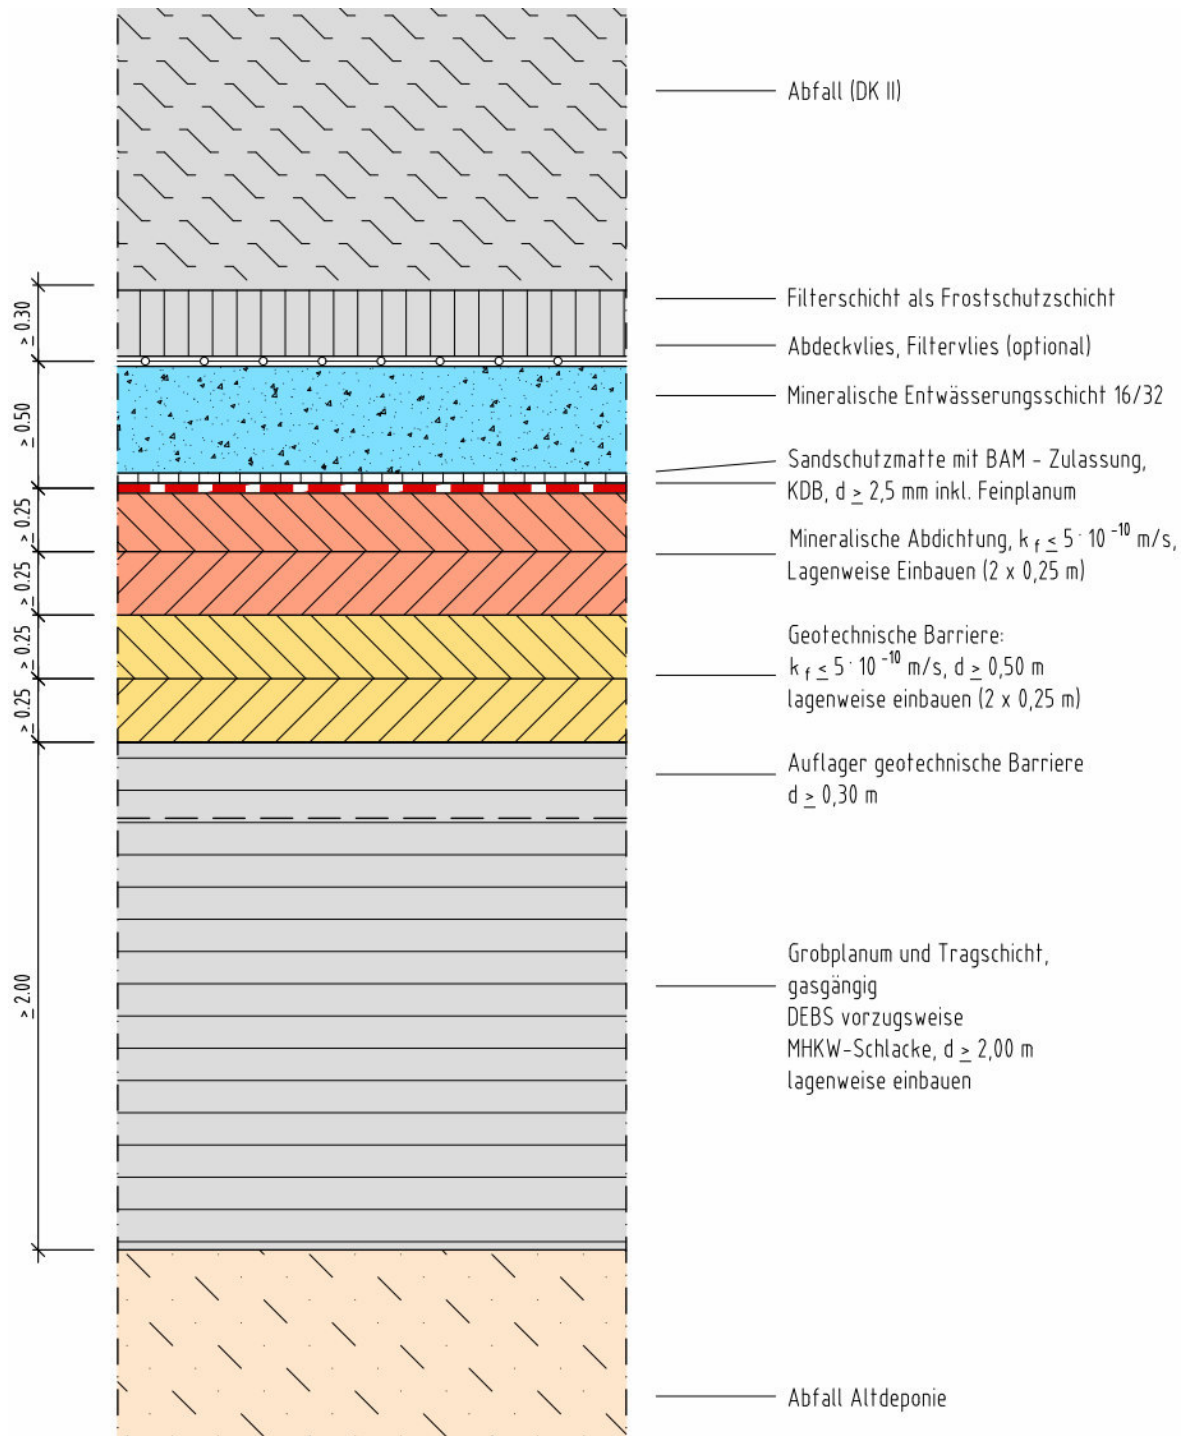 Abfall (DK II)
≥ 0.30
Filterschicht als Frostschutzschicht
Abdeckvlies, Filtervlies (optional)
≥ 0.50
Mineralische Entwässerungsschicht 16/32
Sandschutzmatte mit BAM - Zulassung,
KDB, d ≥ 2,5 mm inkl. Feinplanum
≥ 0.25
≥ 0.25
Mineralische Abdichtung, k f ≤ 5· 10 -10 m/s,
Lagenweise Einbauen (2 x 0,25 m)
≥ 0.25
≥ 0.25
Geotechnische Barriere:
k f ≤ 5· 10 -10 m/s, d ≥ 0,50 m
lagenweise einbauen (2 x 0,25 m)
Auflager geotechnische Barriere
d ≥ 0,30 m
≥ 2.00
Grobplanum und Tragschicht,
gasgängig
DEBS vorzugsweise
MHKW-Schlacke, d ≥ 2,00 m
lagenweise einbauen
Abfall Altdeponie